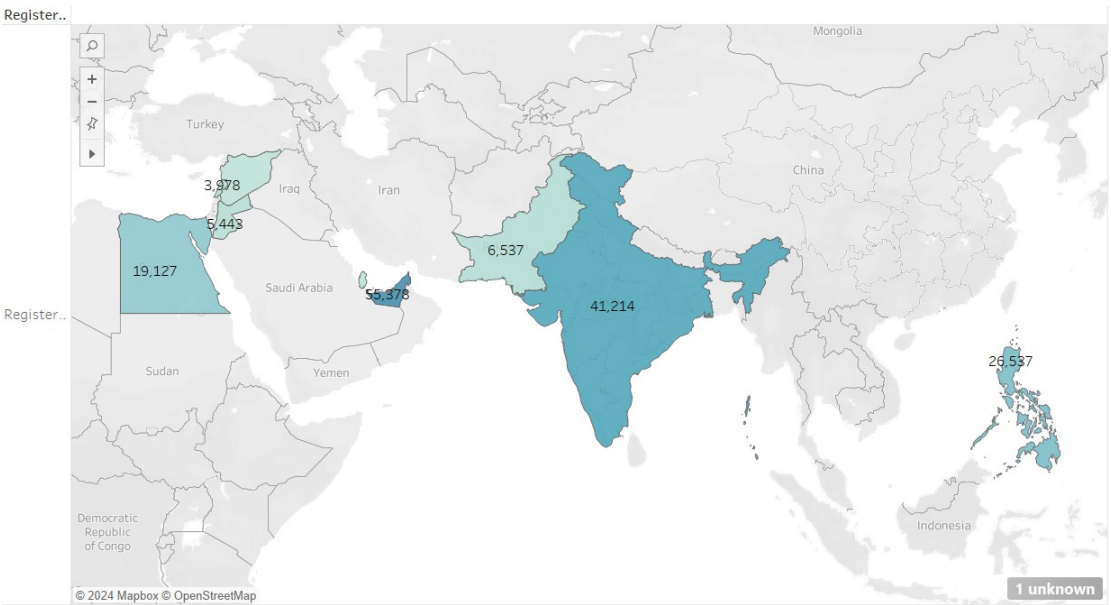 Register..
Mongolia
Turkey
China
3,978
Iraq
Iran
5,443
6,537
19,127
Saudi Arabia
55,378
41,214
Register..
26,537
Sudan
Yemen
Democratic
Republic
of Congo
Indonesia
1 unknown
© 2024 Mapbox © OpenStreetMap